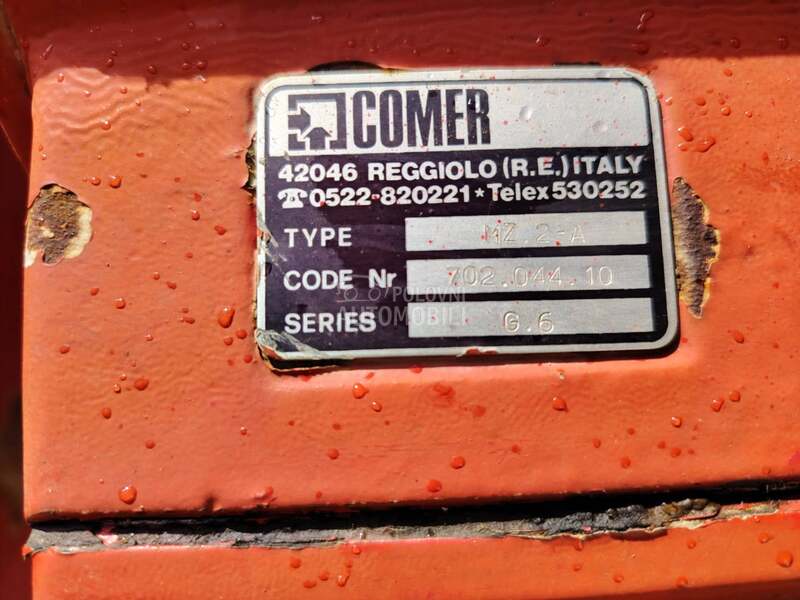 COMER
42046 REGGIOLO (R.E.) ITALY
☎0522-820221*Telex 530252
TYPE MZ.2-A
CODE Nr 702.044.10
POLOVNI
AUTOMOBILI
SERIES G.6